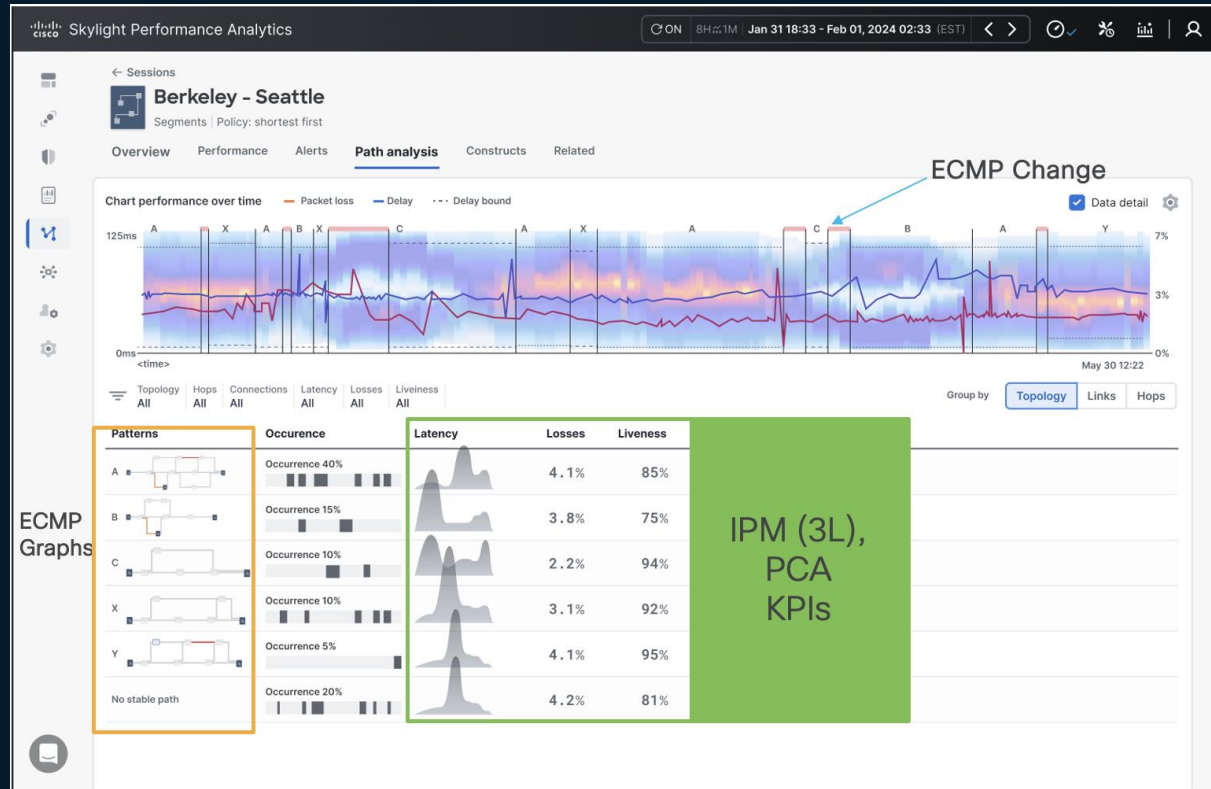 cisco Skylight Performance Analytics
ON 8H::1M Jan 31 18:33 - Feb 01, 2024 02:33 (EST)
← Sessions
Berkeley - Seattle
Segments | Policy: shortest first
Overview Performance Alerts Path analysis Constructs Related
ECMP Change
Chart performance over time Packet loss Delay Delay bound
Data detail
A X A B X C A X A C B A Y
125ms 7%
3%
0ms 0%
<time> May 30 12:22
Topology Hops Connections Latency Losses Liveiness
All All All All All All
Group by Topology Links Hops
Patterns Occurence Latency Losses Liveness
A Occurrence 40% 4.1% 85%
B Occurrence 15% 3.8% 75%
C Occurrence 10% 2.2% 94%
X Occurrence 10% 3.1% 92%
Y Occurrence 5% 4.1% 95%
No stable path Occurrence 20% 4.2% 81%
ECMP
Graphs
IPM (3L),
PCA
KPIs